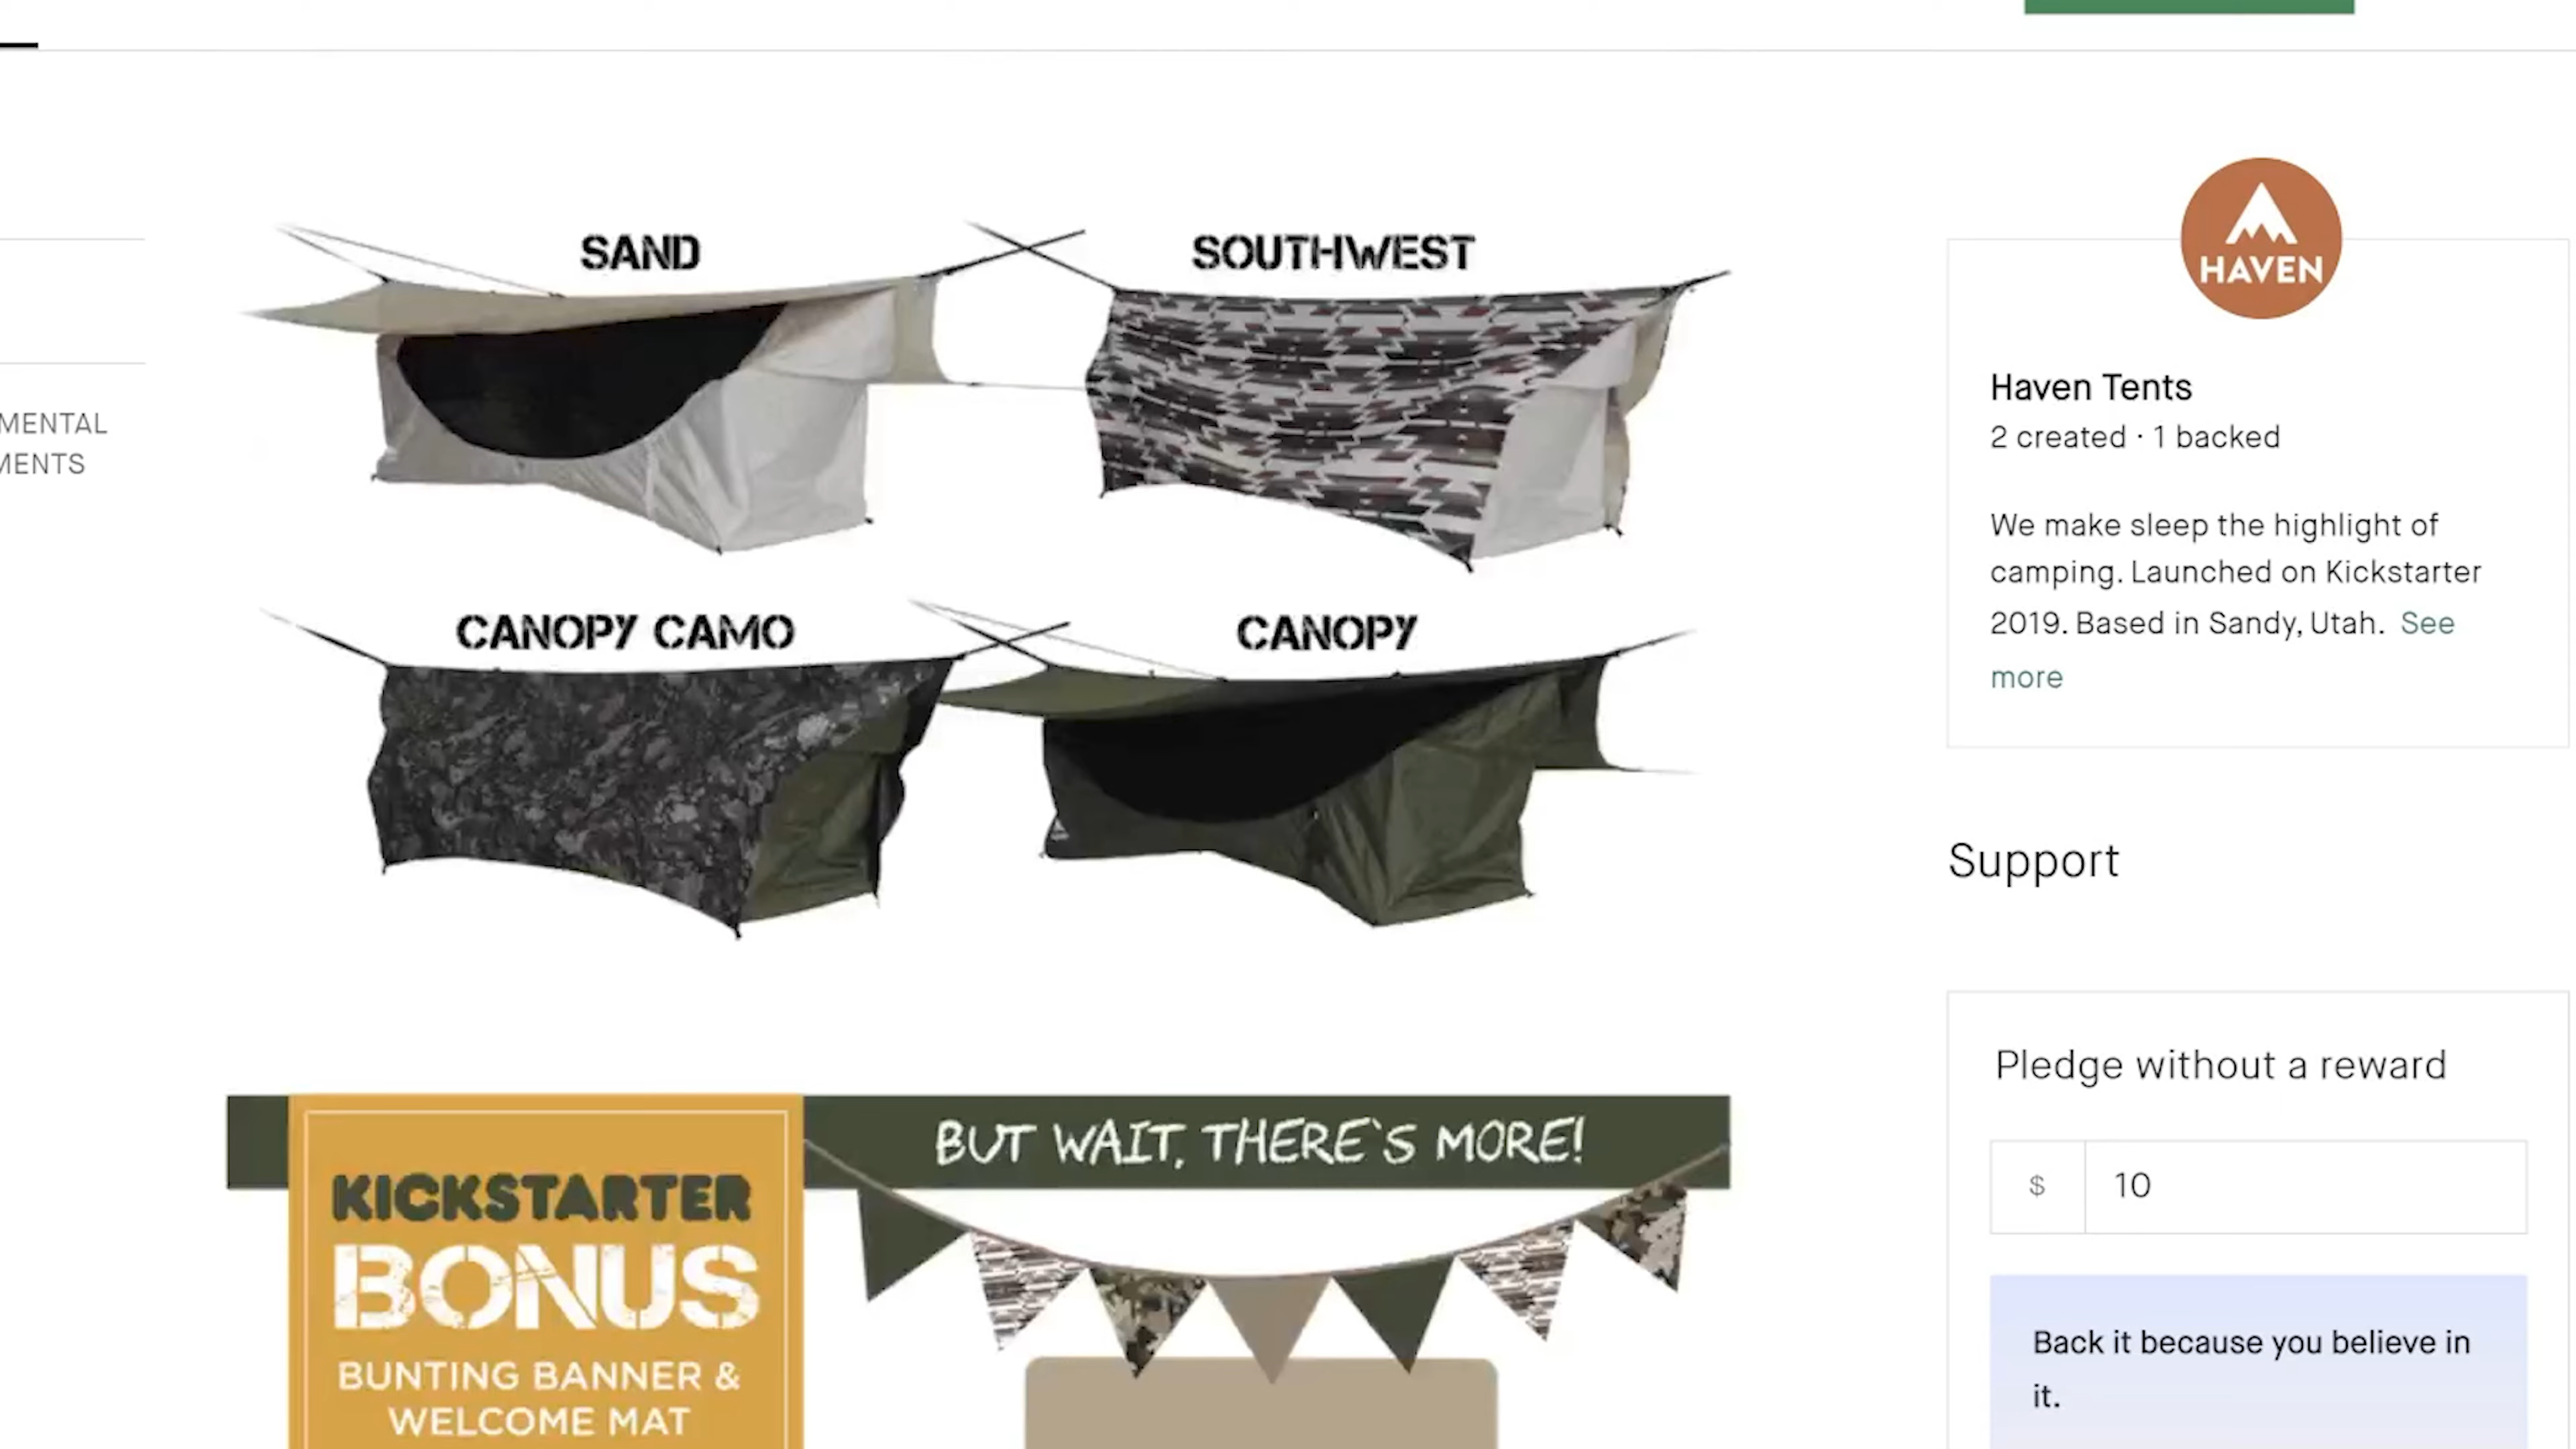 MENTAL
MENTS
SAND
SOUTHWEST
CANOPY CAMO
CANOPY
BUT WAIT, THERE'S MORE!
KICKSTARTER
BONUS
BUNTING BANNER &
WELCOME MAT
HAVEN
Haven Tents
2 created · 1 backed
We make sleep the highlight of
camping. Launched on Kickstarter
2019. Based in Sandy, Utah. See
more
Support
Pledge without a reward
$ 10
Back it because you believe in
it.